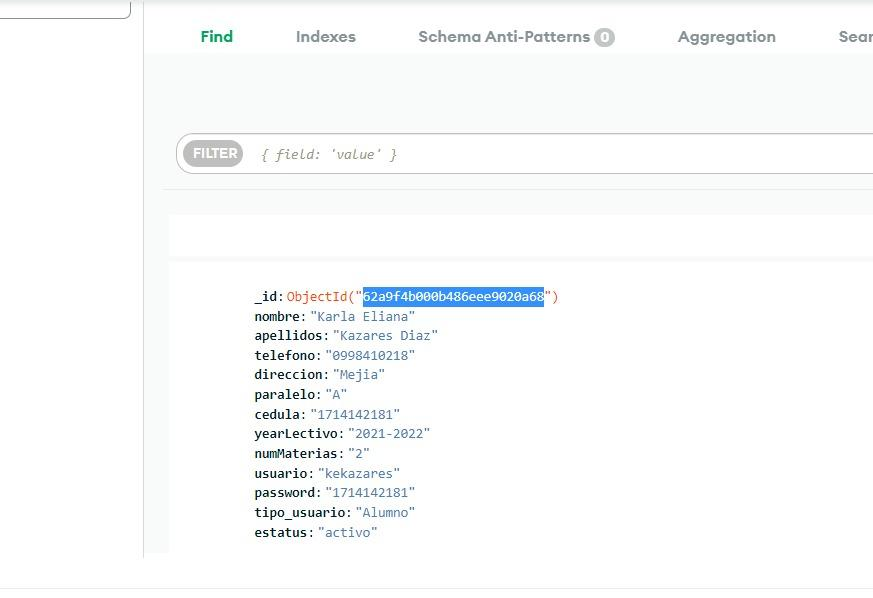 Find Indexes Schema Anti-Patterns 0 Aggregation Sear
FILTER { field: 'value' }
_id: ObjectId("62a9f4b000b486eee9020a68")
nombre: "Karla Eliana"
apellidos: "Kazares Diaz"
telefono: "0998410218"
direccion: "Mejia"
paralelo: "A"
cedula: "1714142181"
yearLectivo: "2021-2022"
numMaterias: "2"
usuario: "kekazares"
password: "1714142181"
tipo_usuario: "Alumno"
estatus: "activo"